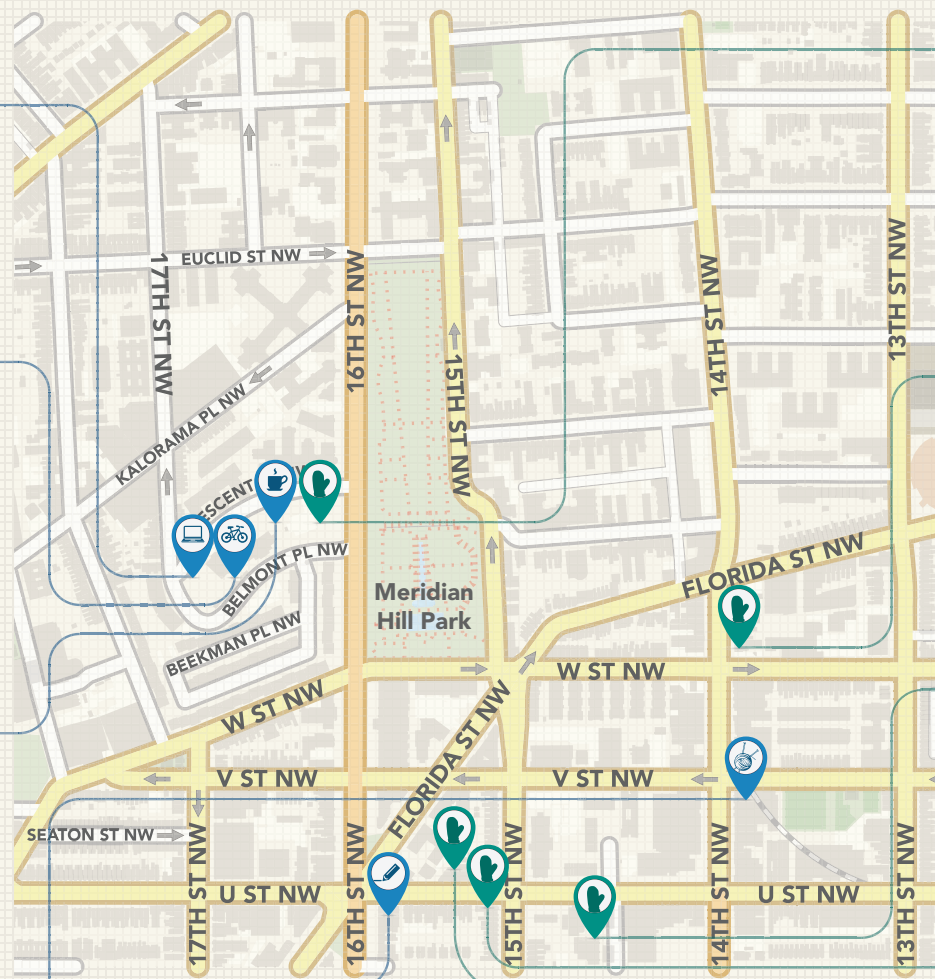 EUCLID ST NW
17TH ST NW
16TH ST NW
15TH ST NW
14TH ST NW
13TH ST NW
KALORAMA PL NW
ESCENT
BELMONT PL NW
BEEKMAN PL NW
Meridian
Hill Park
FLORIDA ST NW
W ST NW
W ST NW
FLORIDA ST NW
V ST NW
V ST NW
SEATON ST NW
17TH ST NW
16TH ST NW
15TH ST NW
14TH ST NW
13TH ST NW
U ST NW
U ST NW